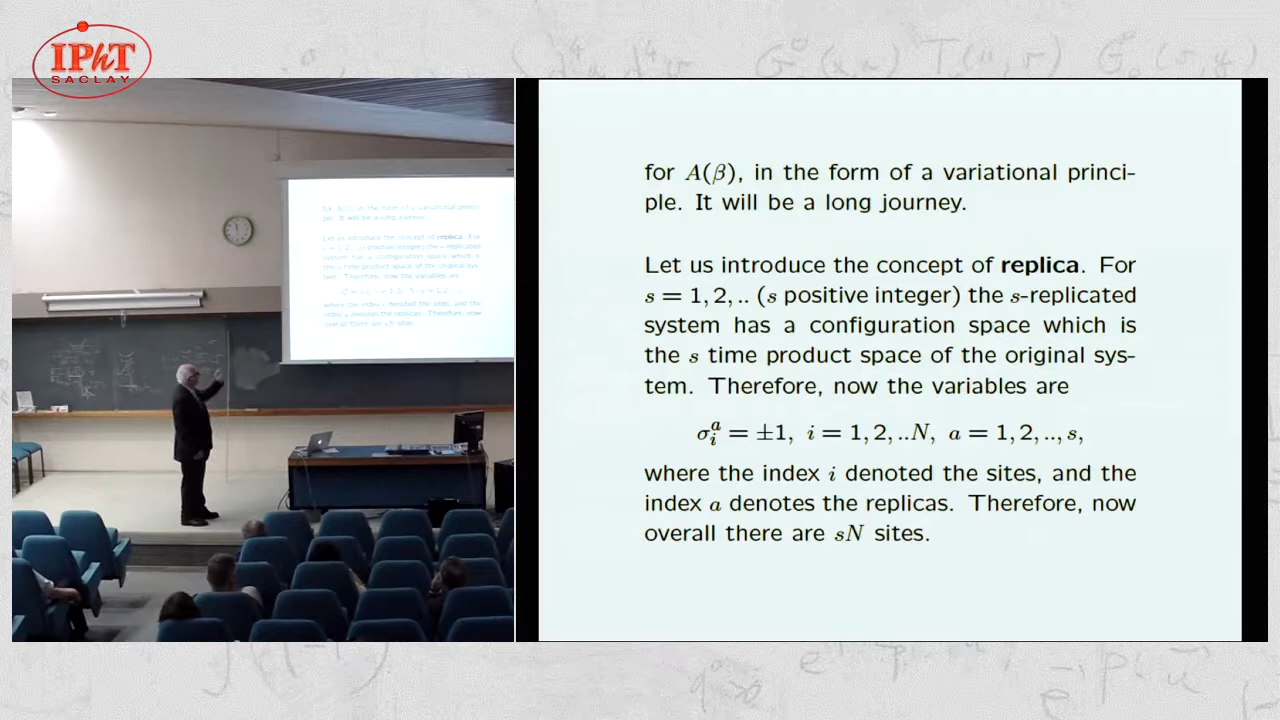 IPhT
SACLAY
for A(β), in the form of a variational princi-
ple. It will be a long journey.
Let us introduce the concept of replica. For
s = 1, 2, .. (s positive integer) the s-replicated
system has a configuration space which is
the s time product space of the original sys-
tem. Therefore, now the variables are
σᵢᵃ = ±1, i = 1, 2, ..N, a = 1, 2, .., s,
where the index i denoted the sites, and the
index a denotes the replicas. Therefore, now
overall there are sN sites.